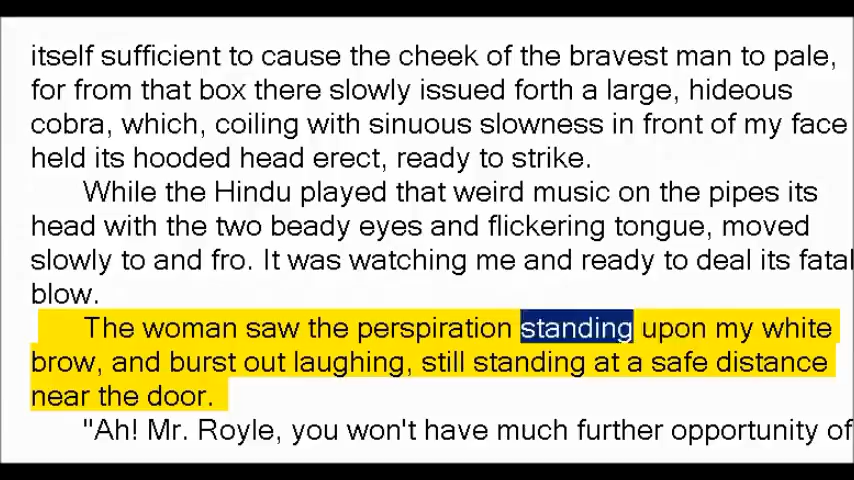 itself sufficient to cause the cheek of the bravest man to pale,
for from that box there slowly issued forth a large, hideous
cobra, which, coiling with sinuous slowness in front of my face
held its hooded head erect, ready to strike.
While the Hindu played that weird music on the pipes its
head with the two beady eyes and flickering tongue, moved
slowly to and fro. It was watching me and ready to deal its fatal
blow.
The woman saw the perspiration standing upon my white
brow, and burst out laughing, still standing at a safe distance
near the door.
"Ah! Mr. Royle, you won't have much further opportunity of